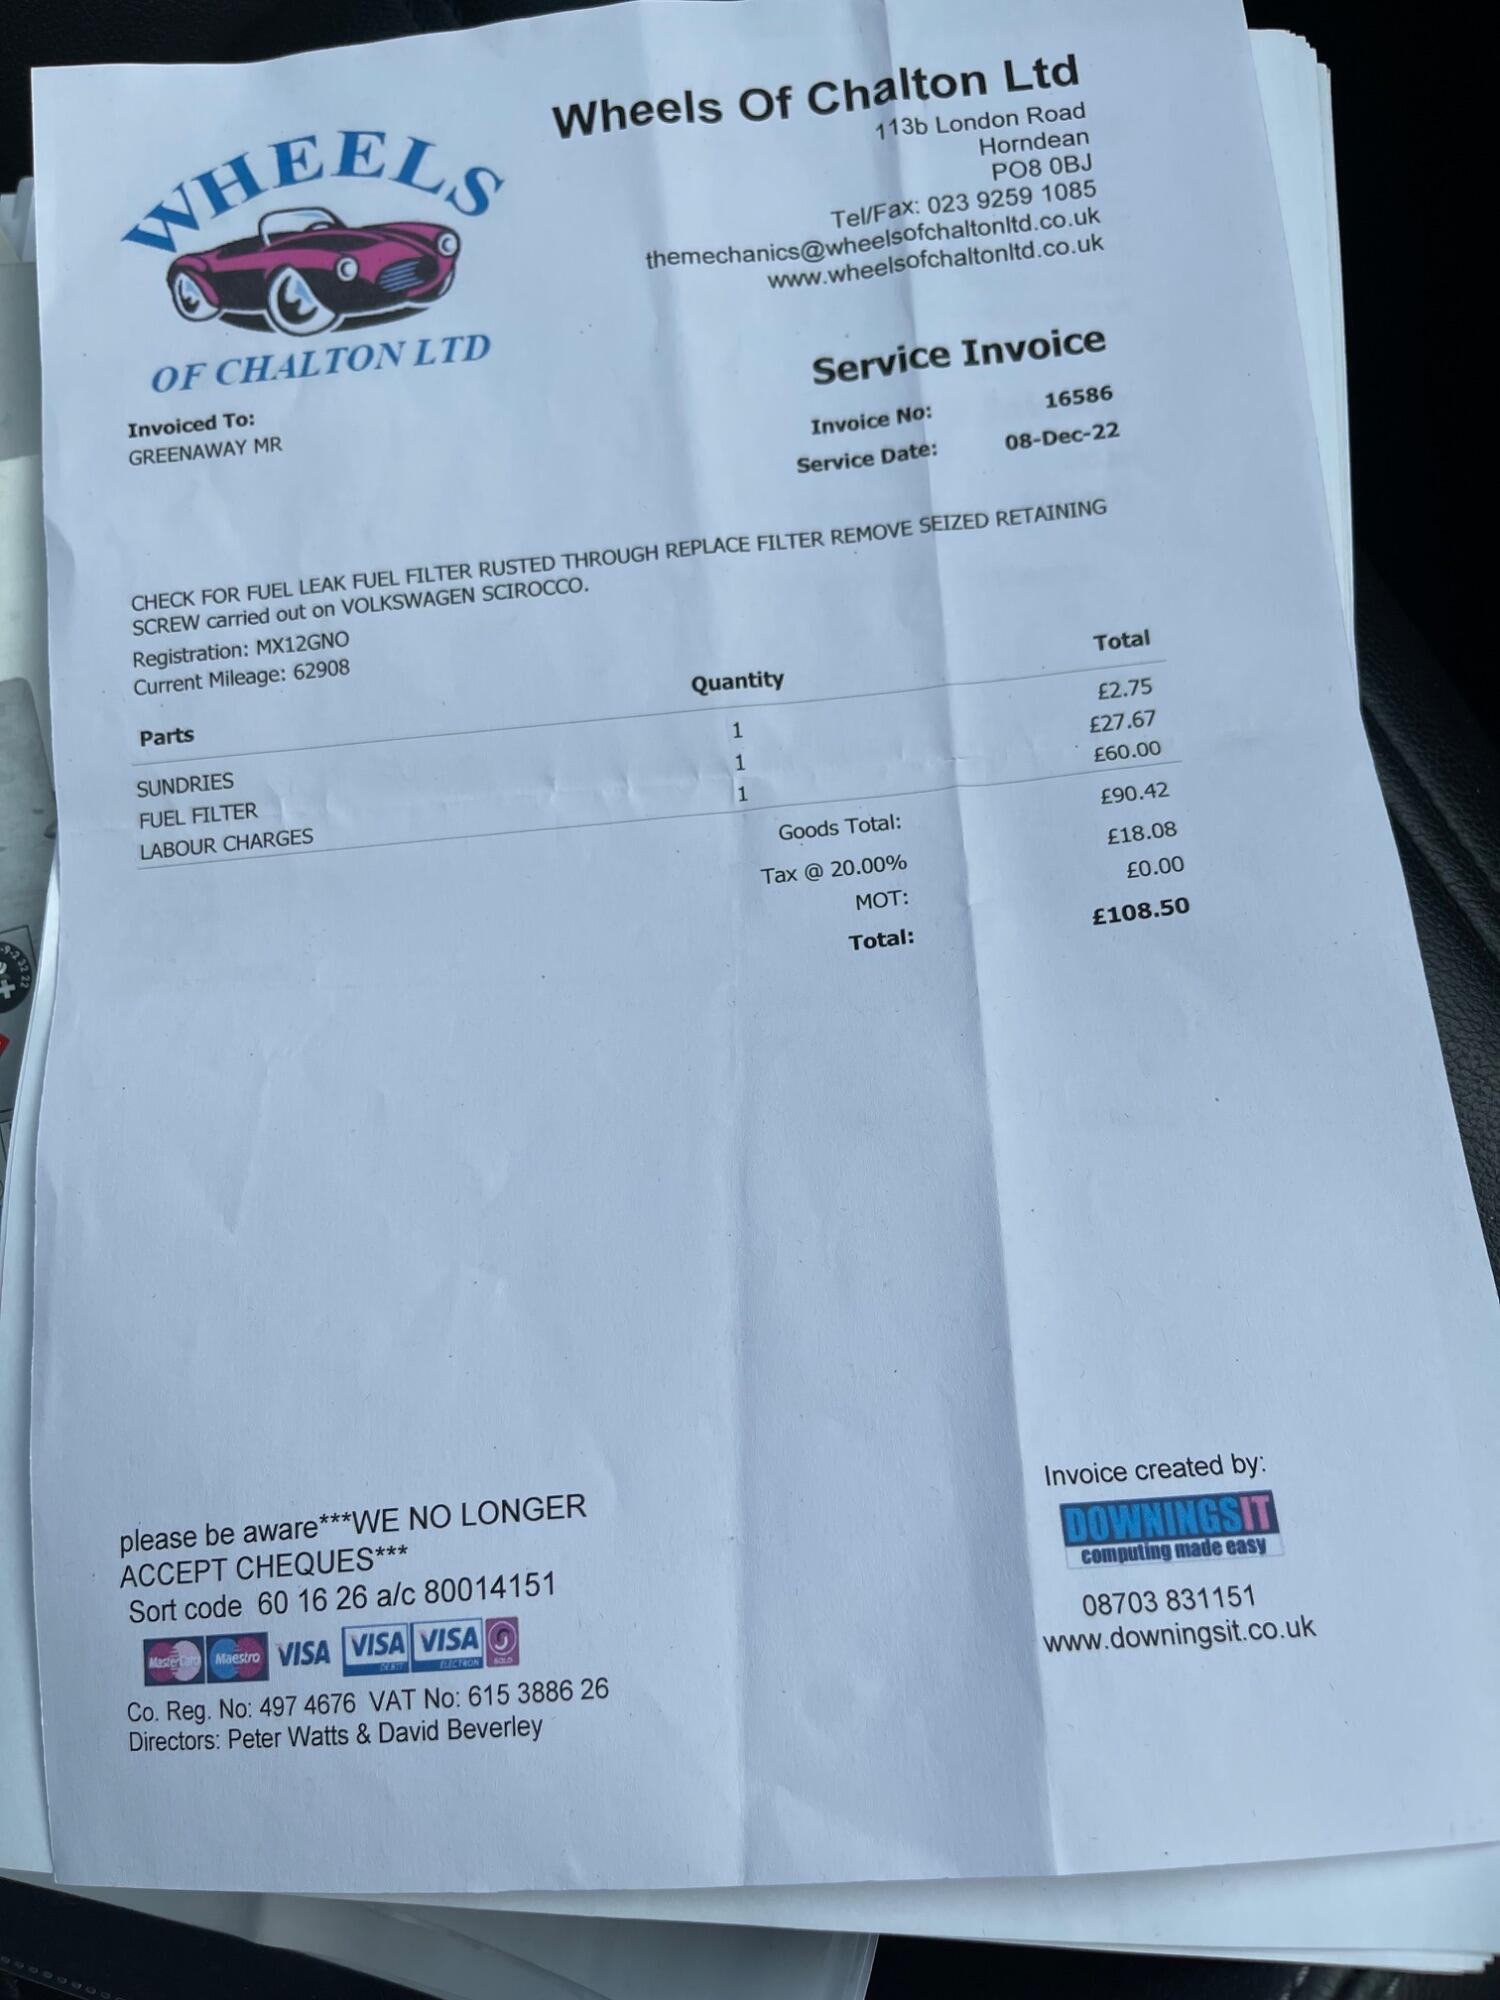 WHEELS
OF CHALTON LTD
Wheels Of Chalton Ltd
113b London Road
Horndean
PO8 0BJ
Tel/Fax: 023 9259 1085
themechanics@wheelsofchaltonltd.co.uk
www.wheelsofchaltonltd.co.uk
Service Invoice
Invoice No: 16586
Service Date: 08-Dec-22
Invoiced To:
GREENAWAY MR
CHECK FOR FUEL LEAK FUEL FILTER RUSTED THROUGH REPLACE FILTER REMOVE SEIZED RETAINING
SCREW carried out on VOLKSWAGEN SCIROCCO.
Registration: MX12GNO
Current Mileage: 62908
Parts Quantity Total
SUNDRIES 1 £2.75
FUEL FILTER 1 £27.67
LABOUR CHARGES 1 £60.00
Goods Total: £90.42
Tax @ 20.00% £18.08
MOT: £0.00
Total: £108.50
please be aware***WE NO LONGER
ACCEPT CHEQUES***
Sort code 60 16 26 a/c 80014151
MasterCard Maestro VISA VISA DEBIT VISA ELECTRON SOLO
Co. Reg. No: 497 4676 VAT No: 615 3886 26
Directors: Peter Watts & David Beverley
Invoice created by:
DOWNINGSIT
computing made easy
08703 831151
www.downingsit.co.uk